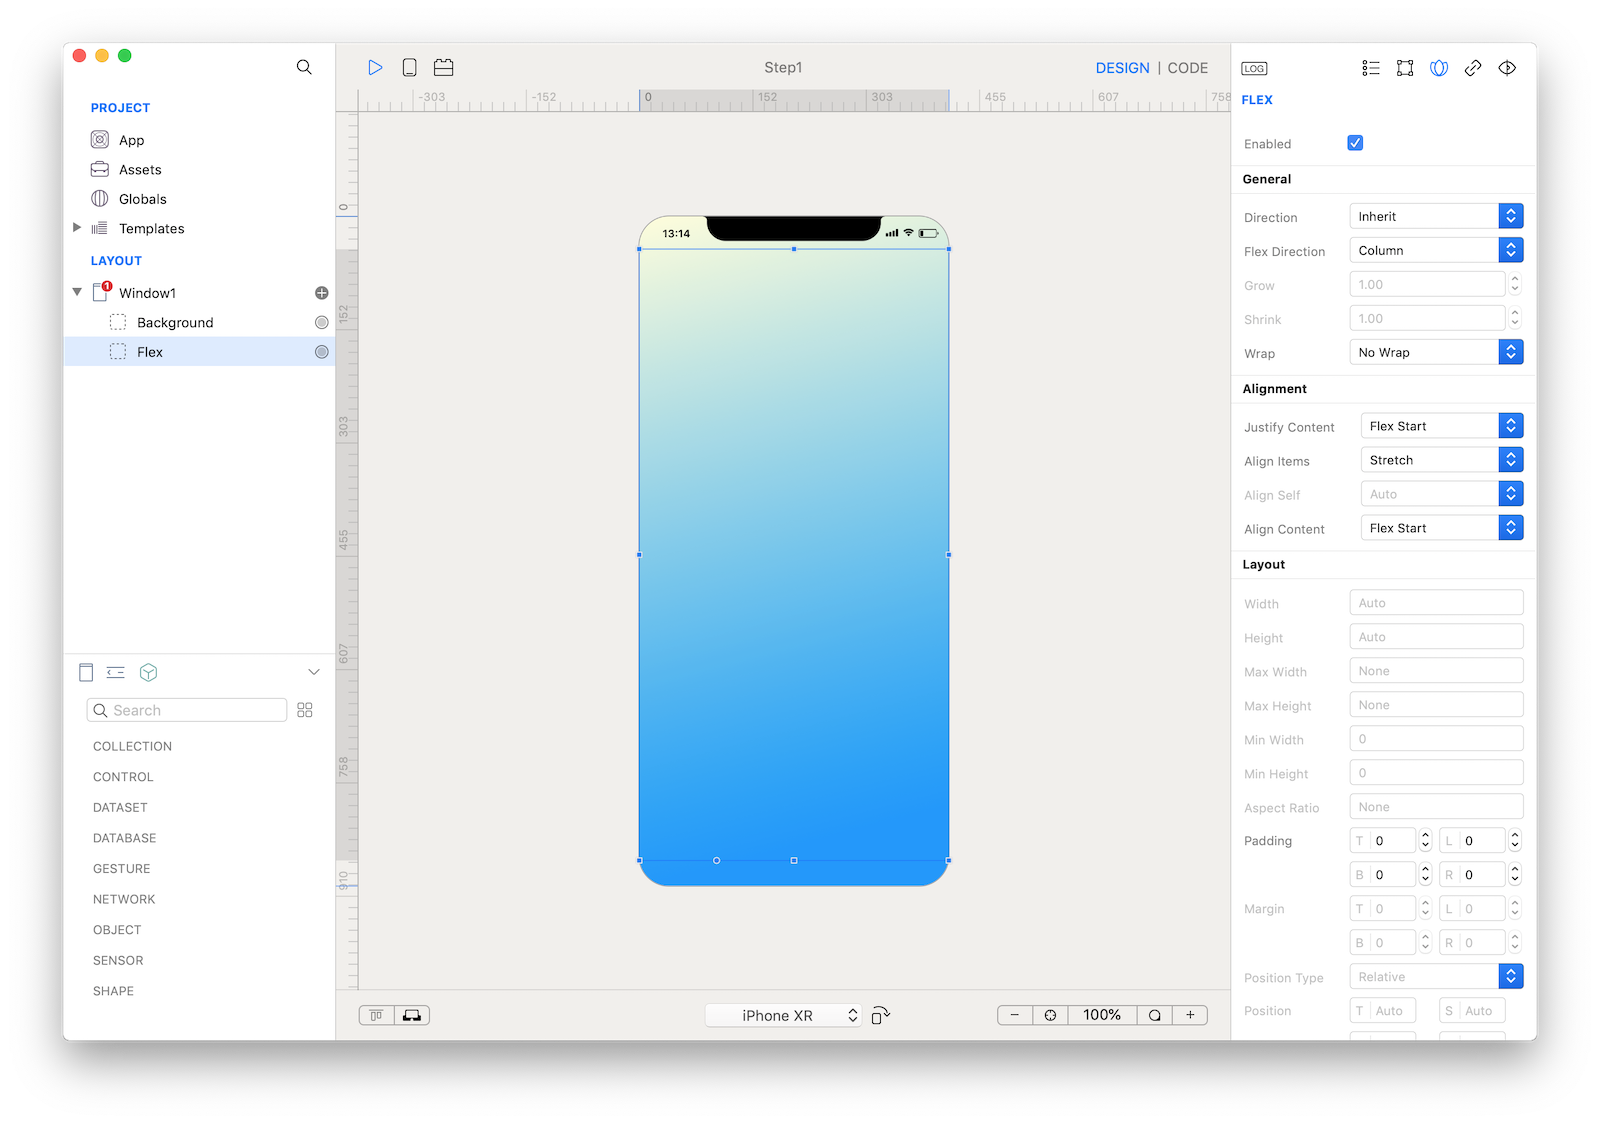 PROJECT
App
Assets
Globals
Templates
LAYOUT
1
Window1
Background
Flex
Search
COLLECTION
CONTROL
DATASET
DATABASE
GESTURE
NETWORK
OBJECT
SENSOR
SHAPE
Step1
DESIGN | CODE
-303 -152 0 152 303 455 607 758
0
152
303
455
607
758
910
13:14
iPhone XR
− 100% +
LOG
FLEX
Enabled
General
Direction Inherit
Flex Direction Column
Grow 1.00
Shrink 1.00
Wrap No Wrap
Alignment
Justify Content Flex Start
Align Items Stretch
Align Self Auto
Align Content Flex Start
Layout
Width Auto
Height Auto
Max Width None
Max Height None
Min Width 0
Min Height 0
Aspect Ratio None
Padding T 0 L 0
B 0 R 0
Margin T 0 L 0
B 0 R 0
Position Type Relative
Position T Auto S Auto